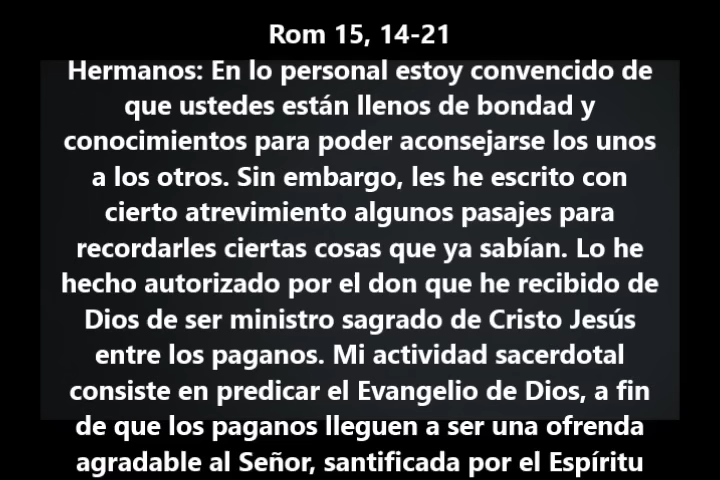 Rom 15, 14-21
Hermanos: En lo personal estoy convencido de
que ustedes están llenos de bondad y
conocimientos para poder aconsejarse los unos
a los otros. Sin embargo, les he escrito con
cierto atrevimiento algunos pasajes para
recordarles ciertas cosas que ya sabían. Lo he
hecho autorizado por el don que he recibido de
Dios de ser ministro sagrado de Cristo Jesús
entre los paganos. Mi actividad sacerdotal
consiste en predicar el Evangelio de Dios, a fin
de que los paganos lleguen a ser una ofrenda
agradable al Señor, santificada por el Espíritu